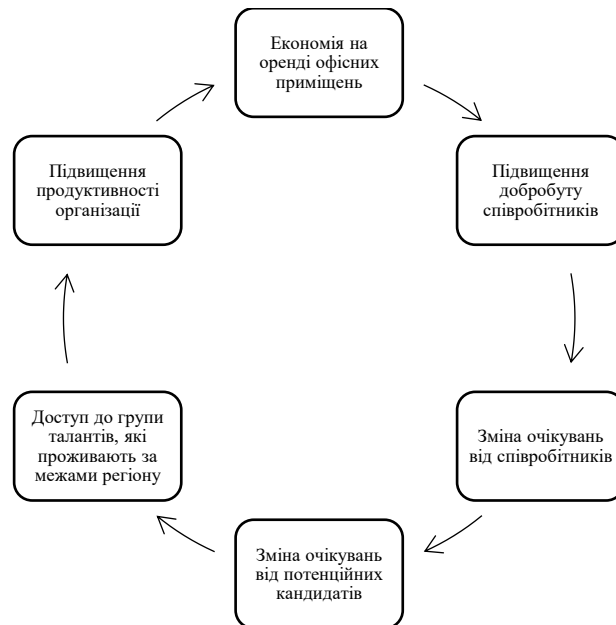 Економія на
оренді офісних
приміщень
Підвищення
добробуту
співробітників
Зміна очікувань
від співробітників
Зміна очікувань
від потенційних
кандидатів
Доступ до групи
талантів, які
проживають за
межами регіону
Підвищення
продуктивності
організації